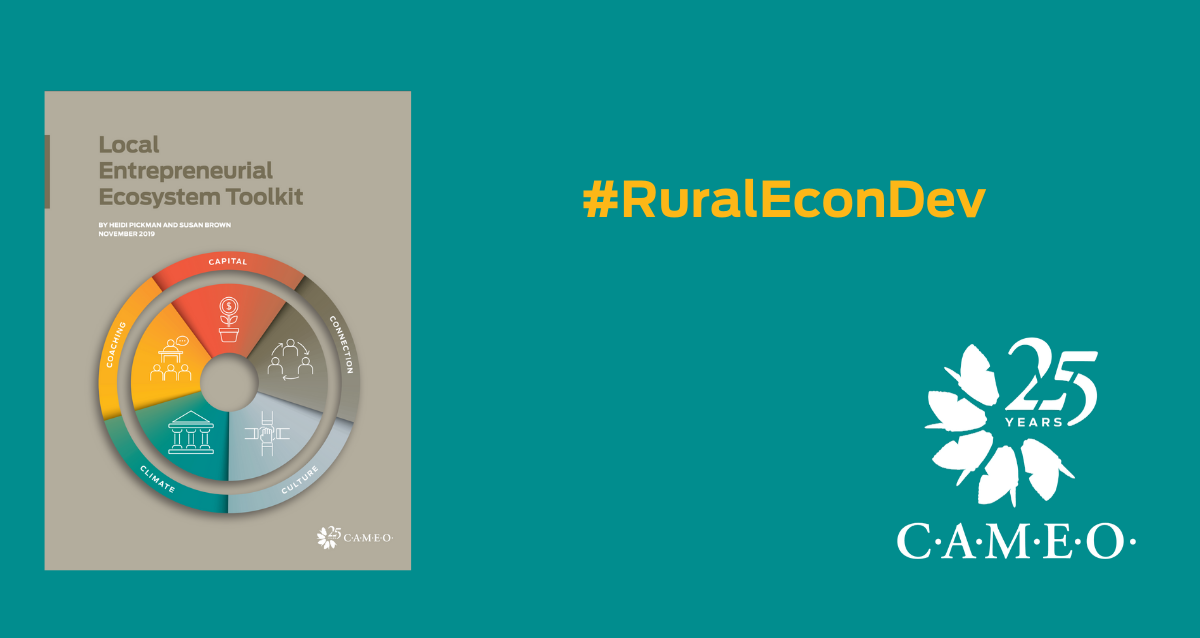 Local
Entrepreneurial
Ecosystem Toolkit
BY HEIDI PICKMAN AND SUSAN BROWN
NOVEMBER 2019
CAPITAL
COACHING
CONNECTION
$
CLIMATE
CULTURE
25
C·A·M·E·O·
#RuralEconDev
25
YEARS
C·A·M·E·O·